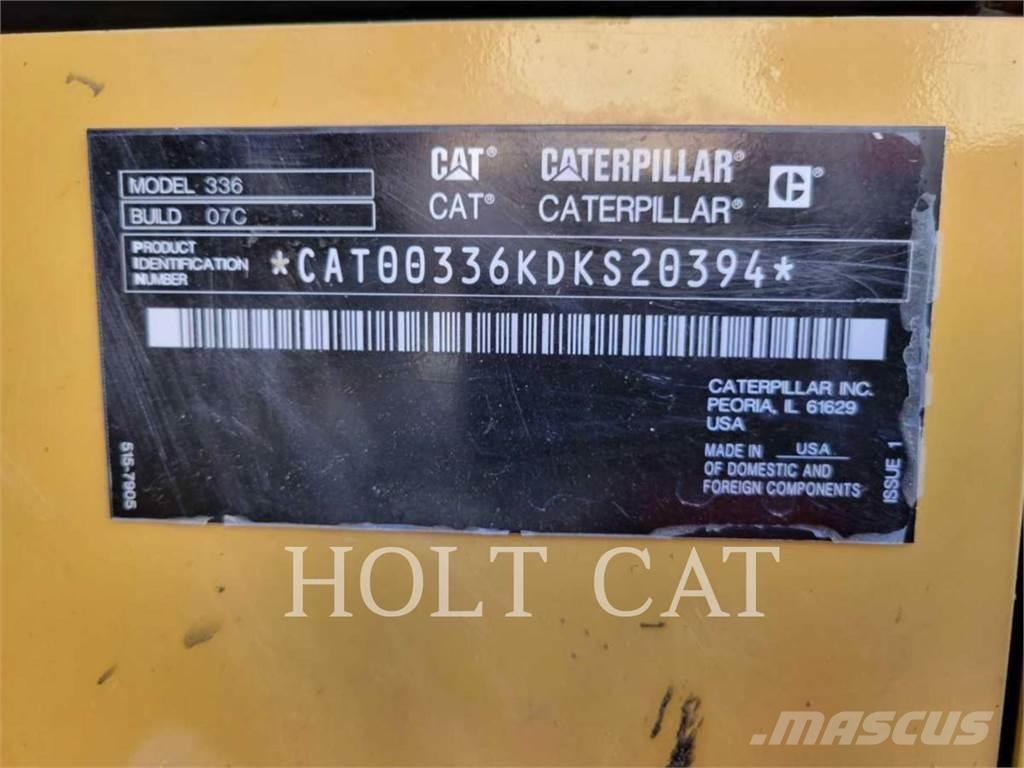 CAT® CATERPILLAR®
CAT® CATERPILLAR®
MODEL 336
BUILD 07C
PRODUCT
IDENTIFICATION
NUMBER
*CAT00336KDKS20394*
CATERPILLAR INC.
PEORIA, IL 61629
USA
MADE IN USA
OF DOMESTIC AND
FOREIGN COMPONENTS
515-7905
ISSUE 1
HOLT CAT
MASCUS